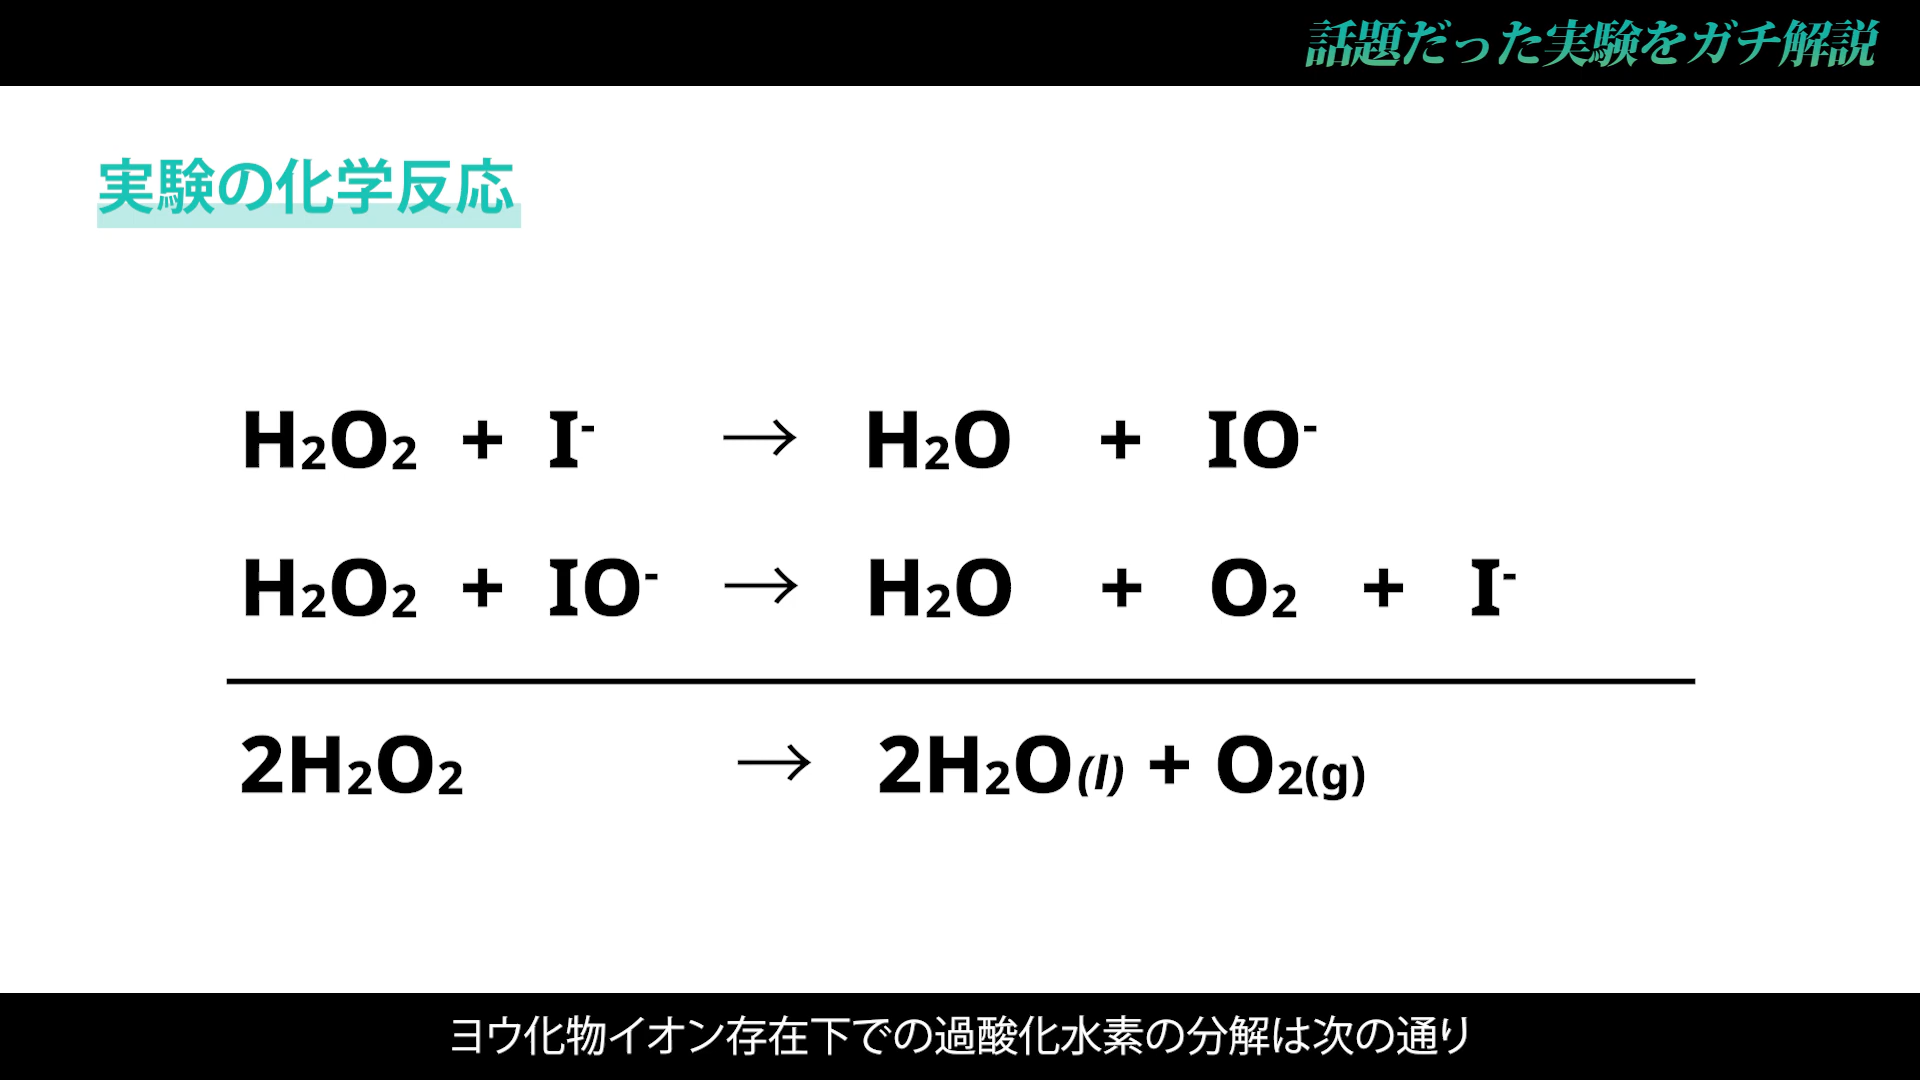 話題だった実験をガチ解説
実験の化学反応
H₂O₂ + I⁻ → H₂O + IO⁻
H₂O₂ + IO⁻ → H₂O + O₂ + I⁻
2H₂O₂ → 2H₂O(l) + O₂(g)
ヨウ化物イオン存在下での過酸化水素の分解は次の通り